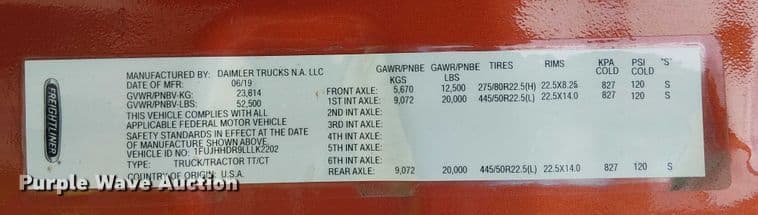 FREIGHTLINER
MANUFACTURED BY: DAIMLER TRUCKS N.A. LLC
DATE OF MFR: 06/19
GVWR/PNBV-KG: 23,614
GVWR/PNBV-LBS: 52,500
THIS VEHICLE COMPLIES WITH ALL
APPLICABLE FEDERAL MOTOR VEHICLE
SAFETY STANDARDS IN EFFECT AT THE DATE
OF MANUFACTURE SHOWN ABOVE.
VEHICLE ID NO: 1FUJHHDR9LLLK2202
TYPE: TRUCK/TRACTOR TT/CT
COUNTRY OF ORIGIN: U.S.A.
GAWR/PNBE GAWR/PNBE TIRES RIMS KPA PSI "S"
KGS LBS COLD COLD
FRONT AXLE: 5,670 12,500 275/80R22.5(H) 22.5X8.25 827 120 S
1ST INT AXLE: 9,072 20,000 445/50R22.5(L) 22.5X14.0 827 120 S
2ND INT AXLE:
3RD INT AXLE:
4TH INT AXLE:
5TH INT AXLE:
6TH INT AXLE:
REAR AXLE: 9,072 20,000 445/50R22.5(L) 22.5X14.0 827 120 S
Purple Wave Auction